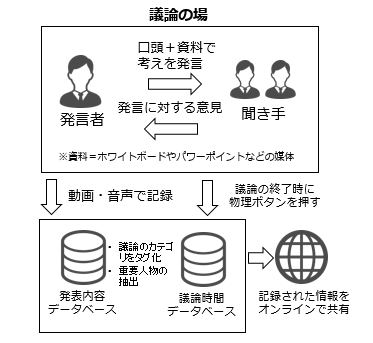 議論の場
口頭＋資料で
考えを発言
発言者
発言に対する意見
聞き手
※資料＝ホワイトボードやパワーポイントなどの媒体
動画・音声で記録
議論の終了時に
物理ボタンを押す
・議論のカテゴ
リをタグ化
・重要人物の
抽出
発表内容
データベース
議論時間
データベース
記録された情報を
オンラインで共有